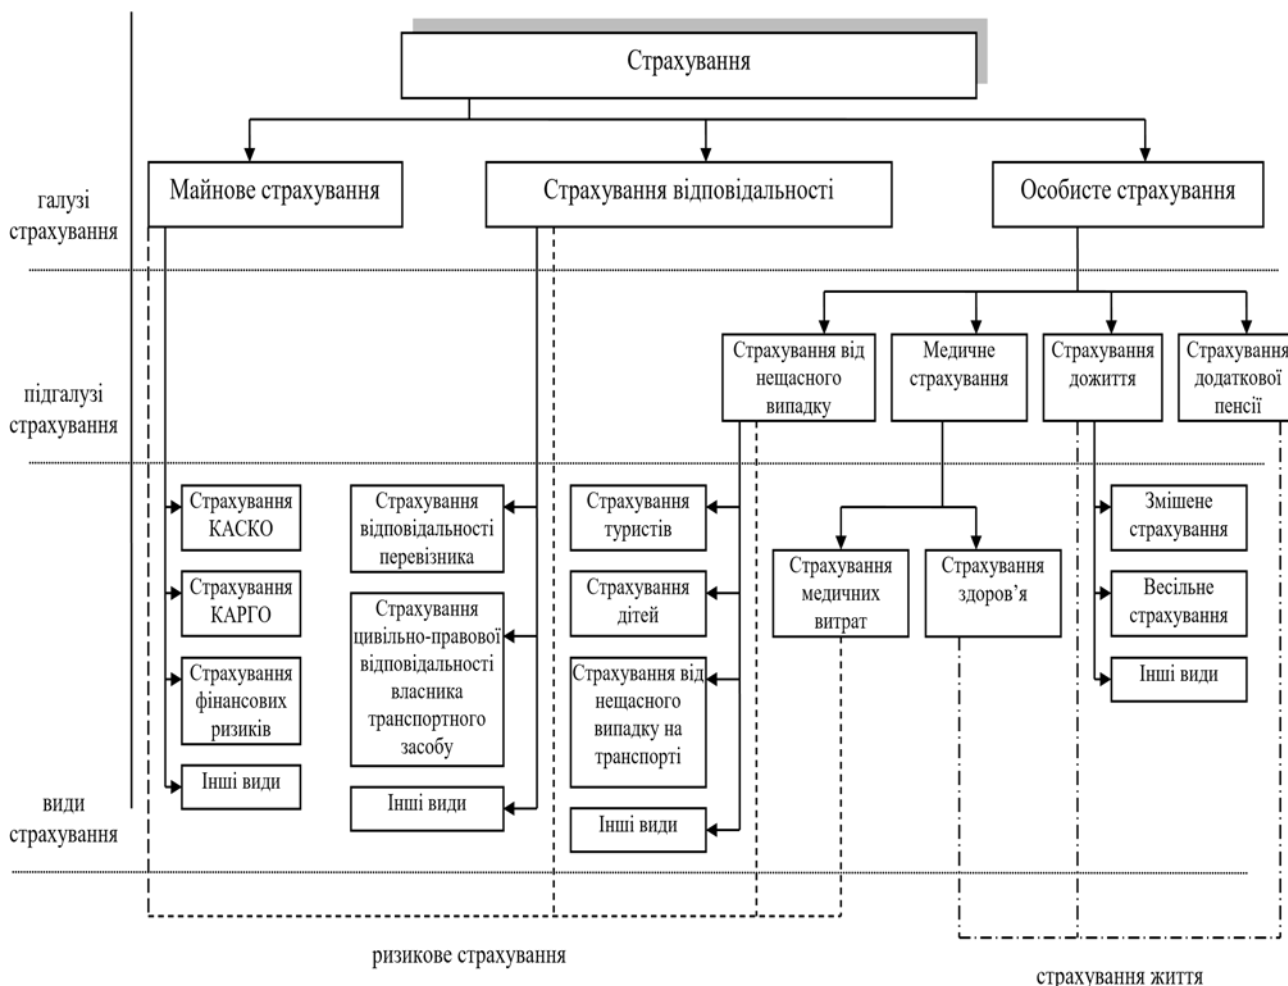 Страхування
Майнове страхування
Страхування відповідальності
Особисте страхування
галузі
страхування
Страхування від
нещасного
випадку
Медичне
страхування
Страхування
дожиття
Страхування
додаткової
пенсії
підгалузі
страхування
Страхування
КАСКО
Страхування
КАРГО
Страхування
фінансових
ризиків
Інші види
Страхування
відповідальності
перевізника
Страхування
цивільно-правової
відповідальності
власника
транспортного
засобу
Інші види
Страхування
туристів
Страхування
дітей
Страхування від
нещасного
випадку на
транспорті
Інші види
Страхування
медичних
витрат
Страхування
здоров’я
Змішене
страхування
Весільне
страхування
Інші види
види
страхування
ризикове страхування
страхування життя